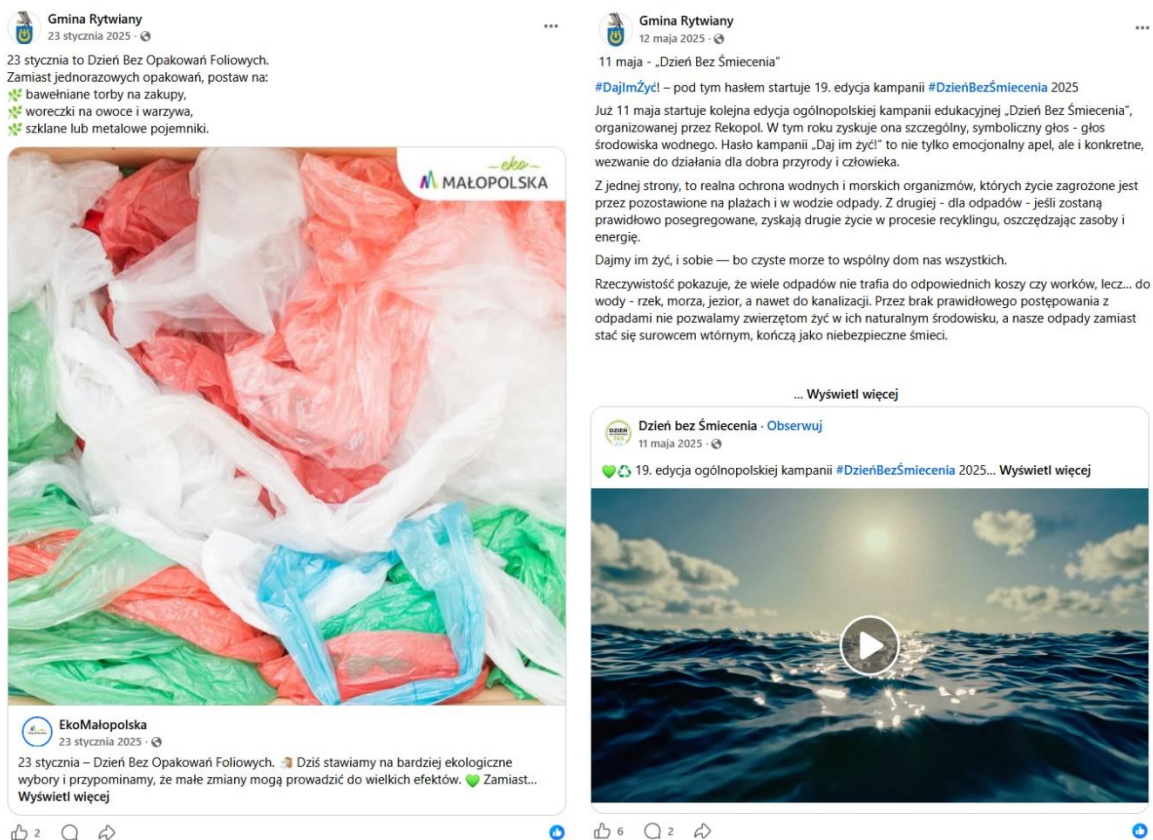 Gmina Rytwiany
23 stycznia 2025 ·
23 stycznia to Dzień Bez Opakowań Foliowych.
Zamiast jednorazowych opakowań, postaw na:
🌿 bawełniane torby na zakupy,
🌿 woreczki na owoce i warzywa,
🌿 szklane lub metalowe pojemniki.
eko
MAŁOPOLSKA
EkoMałopolska
23 stycznia 2025 ·
23 stycznia – Dzień Bez Opakowań Foliowych. Dziś stawiamy na bardziej ekologiczne
wybory i przypominamy, że małe zmiany mogą prowadzić do wielkich efektów. 💚 Zamiast...
Wyświetl więcej
2
Gmina Rytwiany
12 maja 2025 ·
11 maja - „Dzień Bez Śmiecenia”
#DajImŻyć! – pod tym hasłem startuje 19. edycja kampanii #DzieńBezŚmiecenia 2025
Już 11 maja startuje kolejna edycja ogólnopolskiej kampanii edukacyjnej „Dzień Bez Śmiecenia”,
organizowanej przez Rekopol. W tym roku zyskuje ona szczególny, symboliczny głos - głos
środowiska wodnego. Hasło kampanii „Daj im żyć!” to nie tylko emocjonalny apel, ale i konkretne,
wezwanie do działania dla dobra przyrody i człowieka.
Z jednej strony, to realna ochrona wodnych i morskich organizmów, których życie zagrożone jest
przez pozostawione na plażach i w wodzie odpady. Z drugiej - dla odpadów - jeśli zostaną
prawidłowo posegregowane, zyskają drugie życie w procesie recyklingu, oszczędzając zasoby i
energię.
Dajmy im żyć, i sobie — bo czyste morze to wspólny dom nas wszystkich.
Rzeczywistość pokazuje, że wiele odpadów nie trafia do odpowiednich koszy czy worków, lecz... do
wody - rzek, morza, jezior, a nawet do kanalizacji. Przez brak prawidłowego postępowania z
odpadami nie pozwalamy zwierzętom żyć w ich naturalnym środowisku, a nasze odpady zamiast
stać się surowcem wtórnym, kończą jako niebezpieczne śmieci.
... Wyświetl więcej
DZIEŃ
Dzień bez Śmiecenia · Obserwuj
11 maja 2025 ·
💚♻️ 19. edycja ogólnopolskiej kampanii #DzieńBezŚmiecenia 2025... Wyświetl więcej
6 2